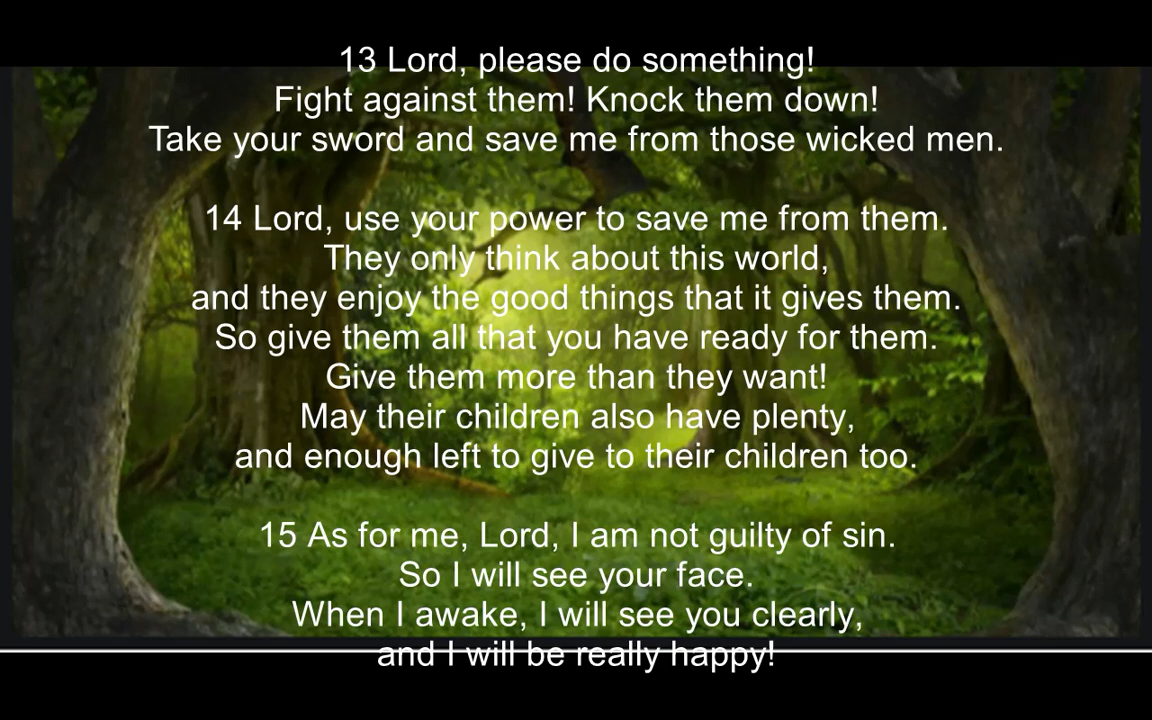 13 Lord, please do something!
Fight against them! Knock them down!
Take your sword and save me from those wicked men.
14 Lord, use your power to save me from them.
They only think about this world,
and they enjoy the good things that it gives them.
So give them all that you have ready for them.
Give them more than they want!
May their children also have plenty,
and enough left to give to their children too.
15 As for me, Lord, I am not guilty of sin.
So I will see your face.
When I awake, I will see you clearly,
and I will be really happy!